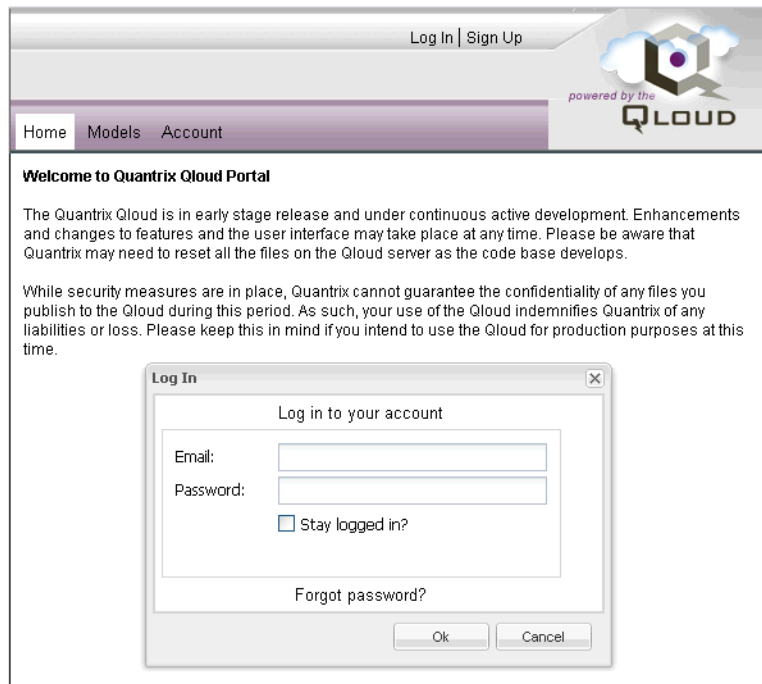 Log In | Sign Up
powered by the
QLOUD
Home Models Account
Welcome to Quantrix Qloud Portal
The Quantrix Qloud is in early stage release and under continuous active development. Enhancements
and changes to features and the user interface may take place at any time. Please be aware that
Quantrix may need to reset all the files on the Qloud server as the code base develops.
While security measures are in place, Quantrix cannot guarantee the confidentiality of any files you
publish to the Qloud during this period. As such, your use of the Qloud indemnifies Quantrix of any
liabilities or loss. Please keep this in mind if you intend to use the Qloud for production purposes at this
time.
Log In
Log in to your account
Email:
Password:
Stay logged in?
Forgot password?
Ok Cancel